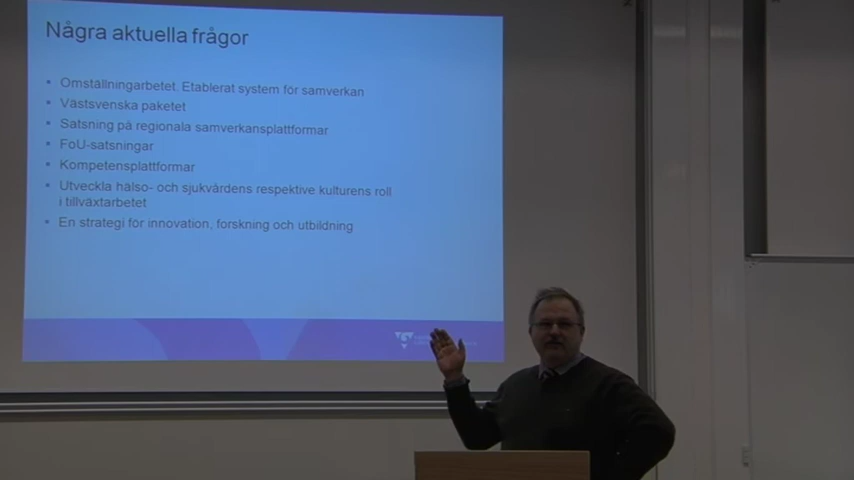 Några aktuella frågor
Omställningarbetet. Etablerat system för samverkan
Västsvenska paketet
Satsning på regionala samverkansplattformar
FoU-satsningar
Kompetensplattformar
Utveckla hälso- och sjukvårdens respektive kulturens roll
i tillväxtarbetet
En strategi för innovation, forskning och utbildning